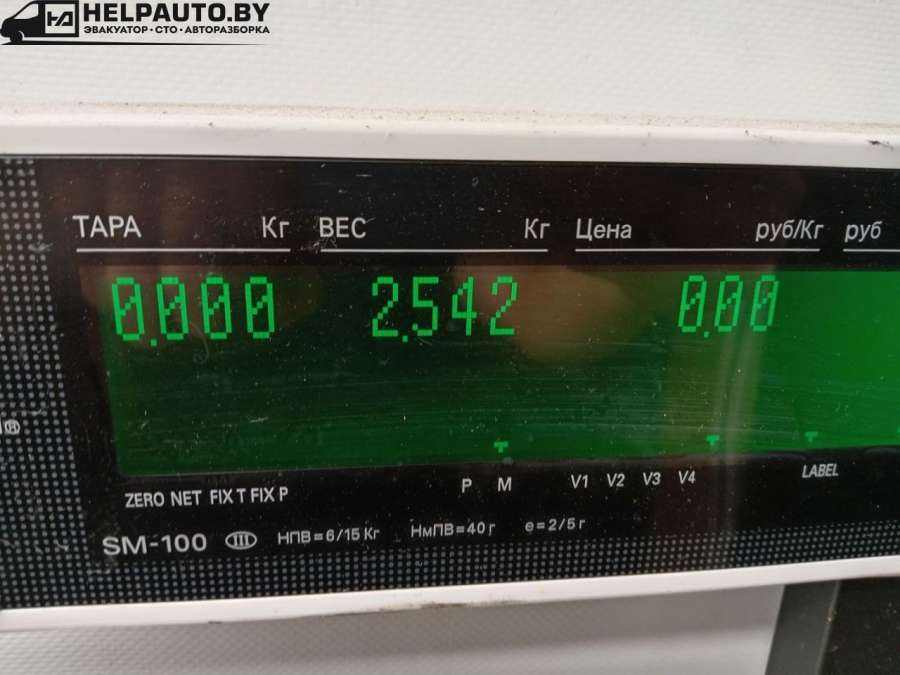 HELPAUTO.BY
ЭВАКУАТОР • СТО • АВТОРАЗБОРКА
ТАРА Кг ВЕС Кг Цена руб/Кг руб
0.000 2.542 0.00
®
P M V1 V2 V3 V4 LABEL
ZERO NET FIX T FIX P
SM-100 III НПВ=6/15 Кг НмПВ=40 г e=2/5 г